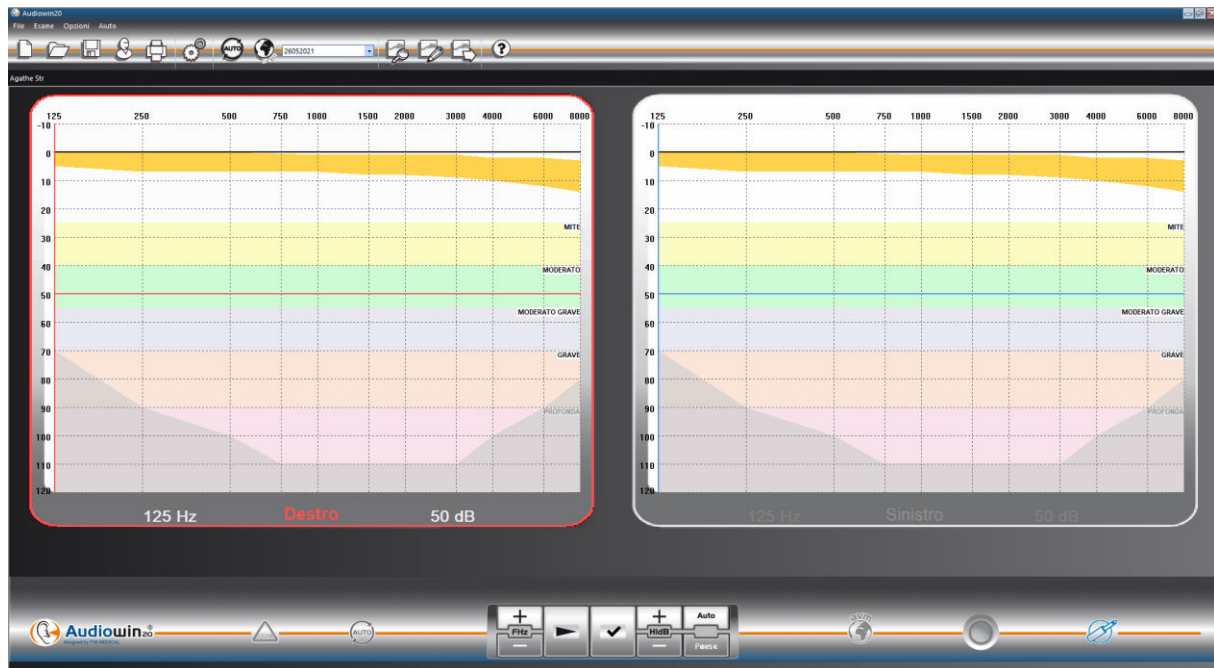 Audiowin20
File Esame Opzioni Aiuto
AUTO 26052021 ?
Agathe Str
125 250 500 750 1000 1500 2000 3000 4000 6000 8000
-10
0
10
20
MITE
30
40 MODERATO
50
MODERATO GRAVE
60
70 GRAVE
80
90 PROFONDA
100
110
120
125 Hz Destro 50 dB
125 250 500 750 1000 1500 2000 3000 4000 6000 8000
-10
0
10
20
MITE
30
40 MODERATO
50
MODERATO GRAVE
60
70 GRAVE
80
90 PROFONDA
100
110
120
125 Hz Sinistro 50 dB
Audiowin20
AUTO
+
FHz
−
+
HldB
−
Auto
Pause
avm